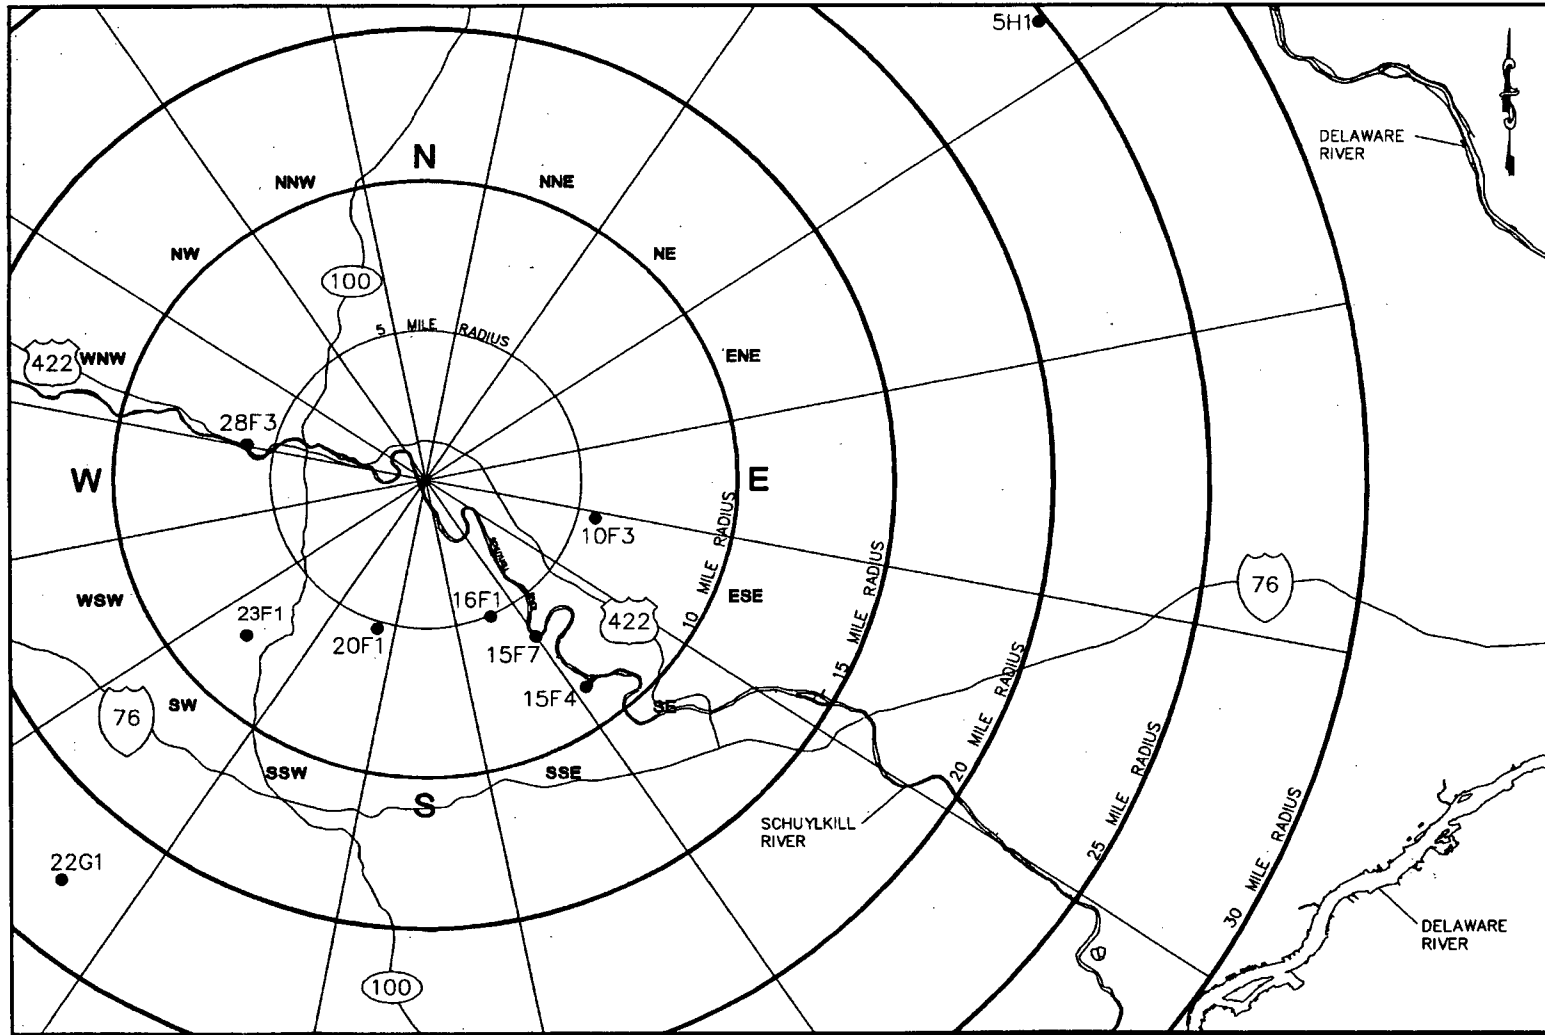 5H1
DELAWARE
RIVER
N
NNW
NNE
NW
NE
100
5 MILE RADIUS
422
WNW
ENE
28F3
W
E
10F3
10 MILE RADIUS
15 MILE RADIUS
76
WSW
ESE
16F1
422
23F1
20F1
15F7
15F4
20 MILE RADIUS
SW
SE
76
SSW
SSE
S
25 MILE RADIUS
SCHUYLKILL
RIVER
30 MILE RADIUS
22G1
DELAWARE
RIVER
100